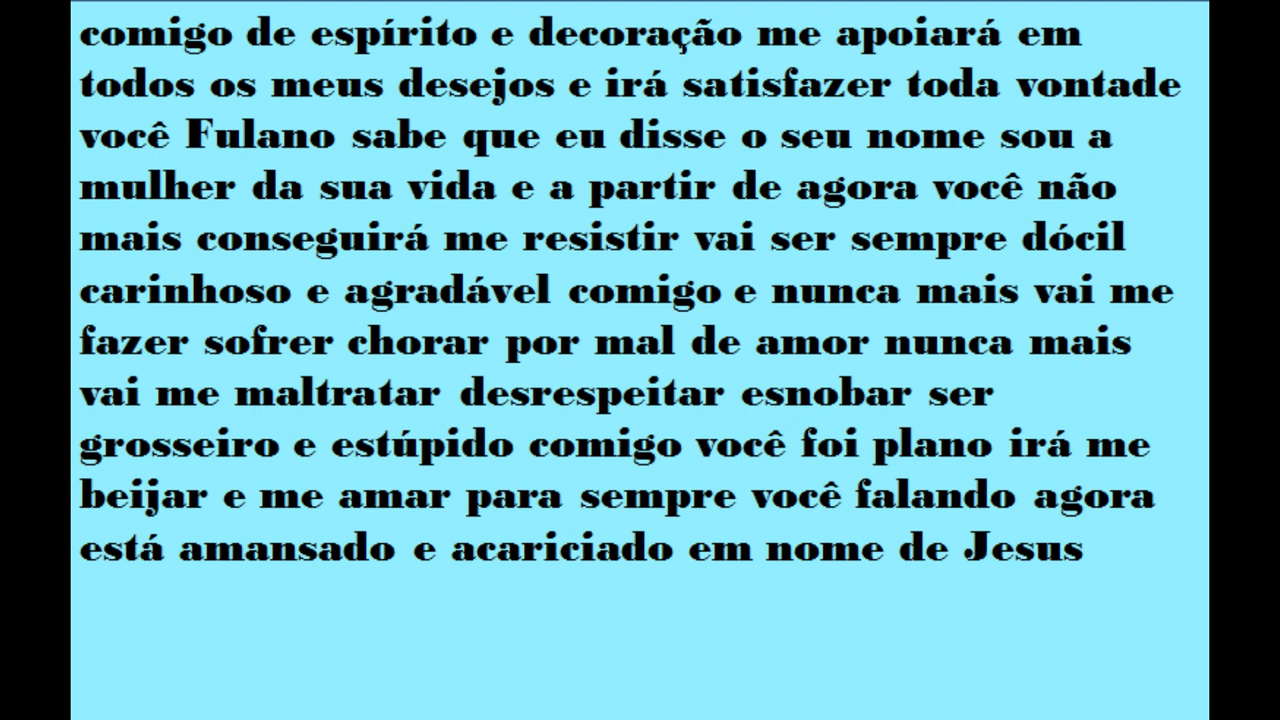 comigo de espírito e decoração me apoiará em
todos os meus desejos e irá satisfazer toda vontade
você Fulano sabe que eu disse o seu nome sou a
mulher da sua vida e a partir de agora você não
mais conseguirá me resistir vai ser sempre dócil
carinhoso e agradável comigo e nunca mais vai me
fazer sofrer chorar por mal de amor nunca mais
vai me maltratar desrespeitar esnobar ser
grosseiro e estúpido comigo você foi plano irá me
beijar e me amar para sempre você falando agora
está amansado e acariciado em nome de Jesus